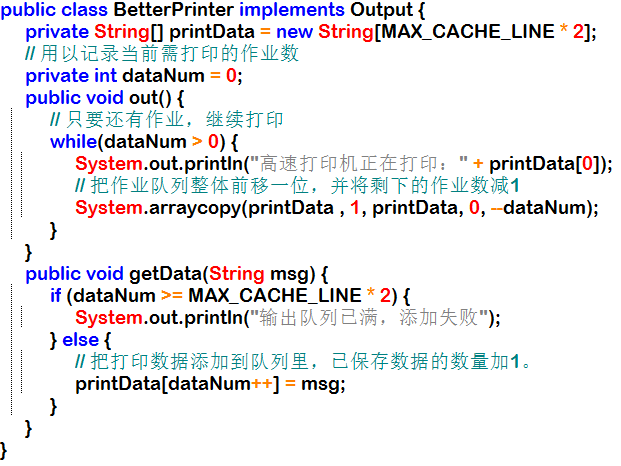 public class BetterPrinter implements Output {
    private String[] printData = new String[MAX_CACHE_LINE * 2];
    // 用以记录当前需打印的作业数
    private int dataNum = 0;
    public void out() {
        // 只要还有作业，继续打印
        while(dataNum > 0) {
            System.out.println("高速打印机正在打印：" + printData[0]);
            // 把作业队列整体前移一位，并将剩下的作业数减1
            System.arraycopy(printData , 1, printData, 0, --dataNum);
        }
    }
    public void getData(String msg) {
        if (dataNum >= MAX_CACHE_LINE * 2) {
            System.out.println("输出队列已满，添加失败");
        } else {
            // 把打印数据添加到队列里，已保存数据的数量加1。
            printData[dataNum++] = msg;
        }
    }
}